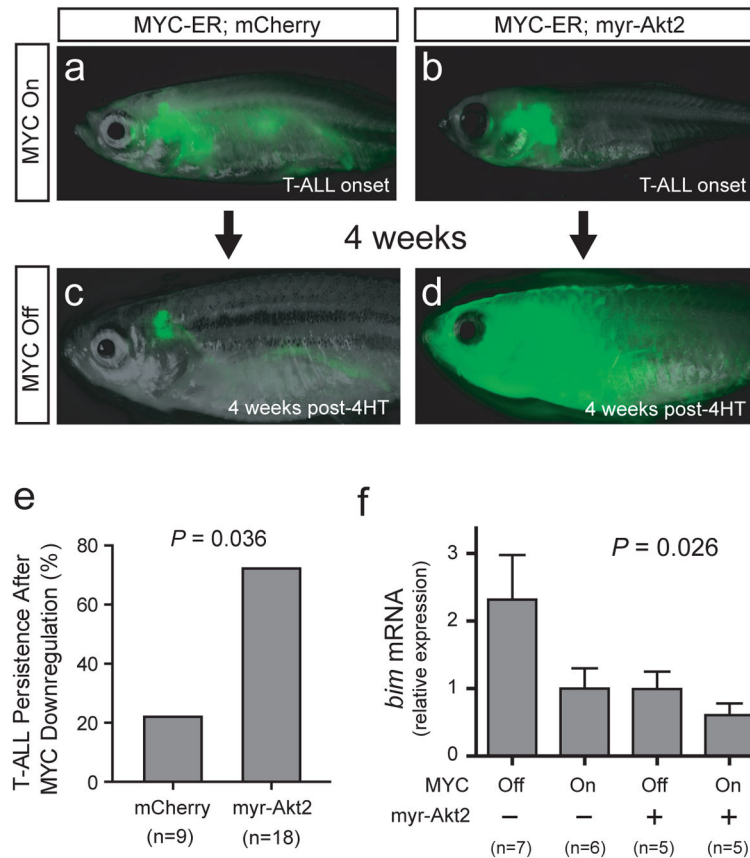 MYC-ER; mCherry
MYC-ER; myr-Akt2
MYC On
a
T-ALL onset
b
T-ALL onset
4 weeks
MYC Off
c
4 weeks post-4HT
d
4 weeks post-4HT
e
P = 0.036
T-ALL Persistence After
MYC Downregulation (%)
80
60
40
20
0
mCherry
(n=9)
myr-Akt2
(n=18)
f
P = 0.026
bim mRNA
(relative expression)
3
2
1
0
MYC Off On Off On
myr-Akt2 − − + +
(n=7) (n=6) (n=5) (n=5)